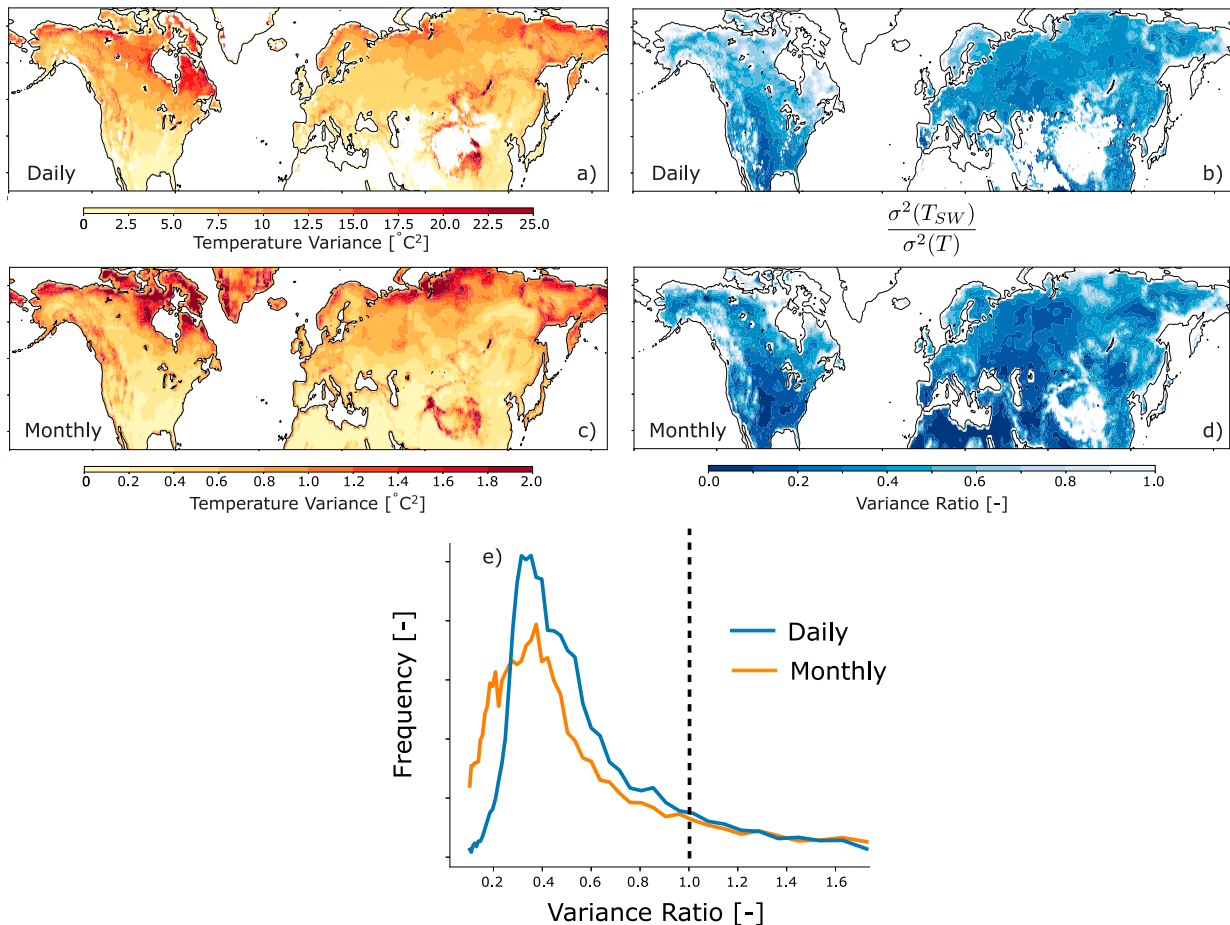 Daily
a)
Daily
b)
0 2.5 5.0 7.5 10.0 12.5 15.0 17.5 20.0 22.5 25.0
Temperature Variance [°C²]
σ²(T_SW)
σ²(T)
Monthly
c)
Monthly
d)
0 0.2 0.4 0.6 0.8 1.0 1.2 1.4 1.6 1.8 2.0
Temperature Variance [°C²]
0.0 0.2 0.4 0.6 0.8 1.0
Variance Ratio [-]
e)
Frequency [-]
Daily
Monthly
0.2 0.4 0.6 0.8 1.0 1.2 1.4 1.6
Variance Ratio [-]